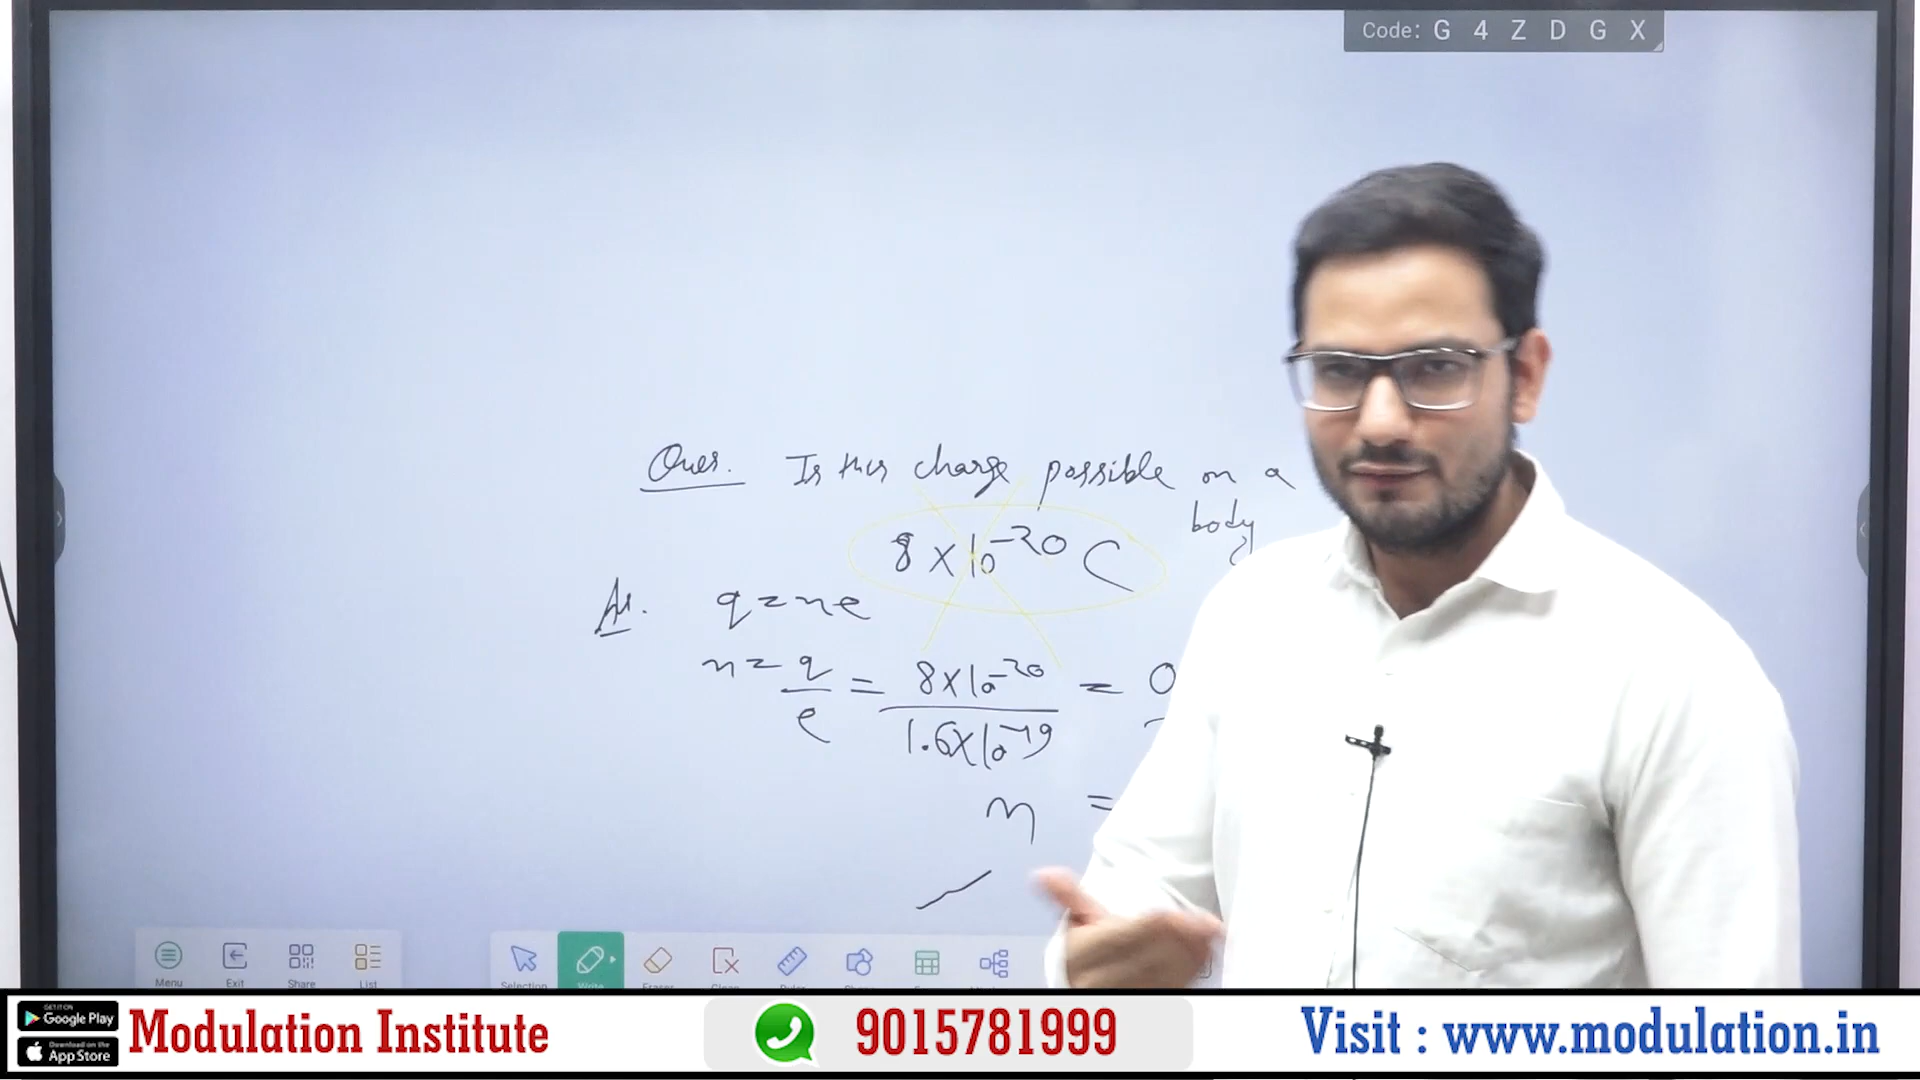 Code: G 4 Z D G X
Ques. Is this charge possible on a
body
?
8 × 10⁻²⁰ C
q = ne
n = q/e = 8×10⁻²⁰ / 1.6×10⁻¹⁹ = 0
n =
Menu Exit Share List Selection Write Eraser Clean Ruler
GET IT ON Google Play
Download on the App Store
Modulation Institute
9015781999
Visit : www.modulation.in